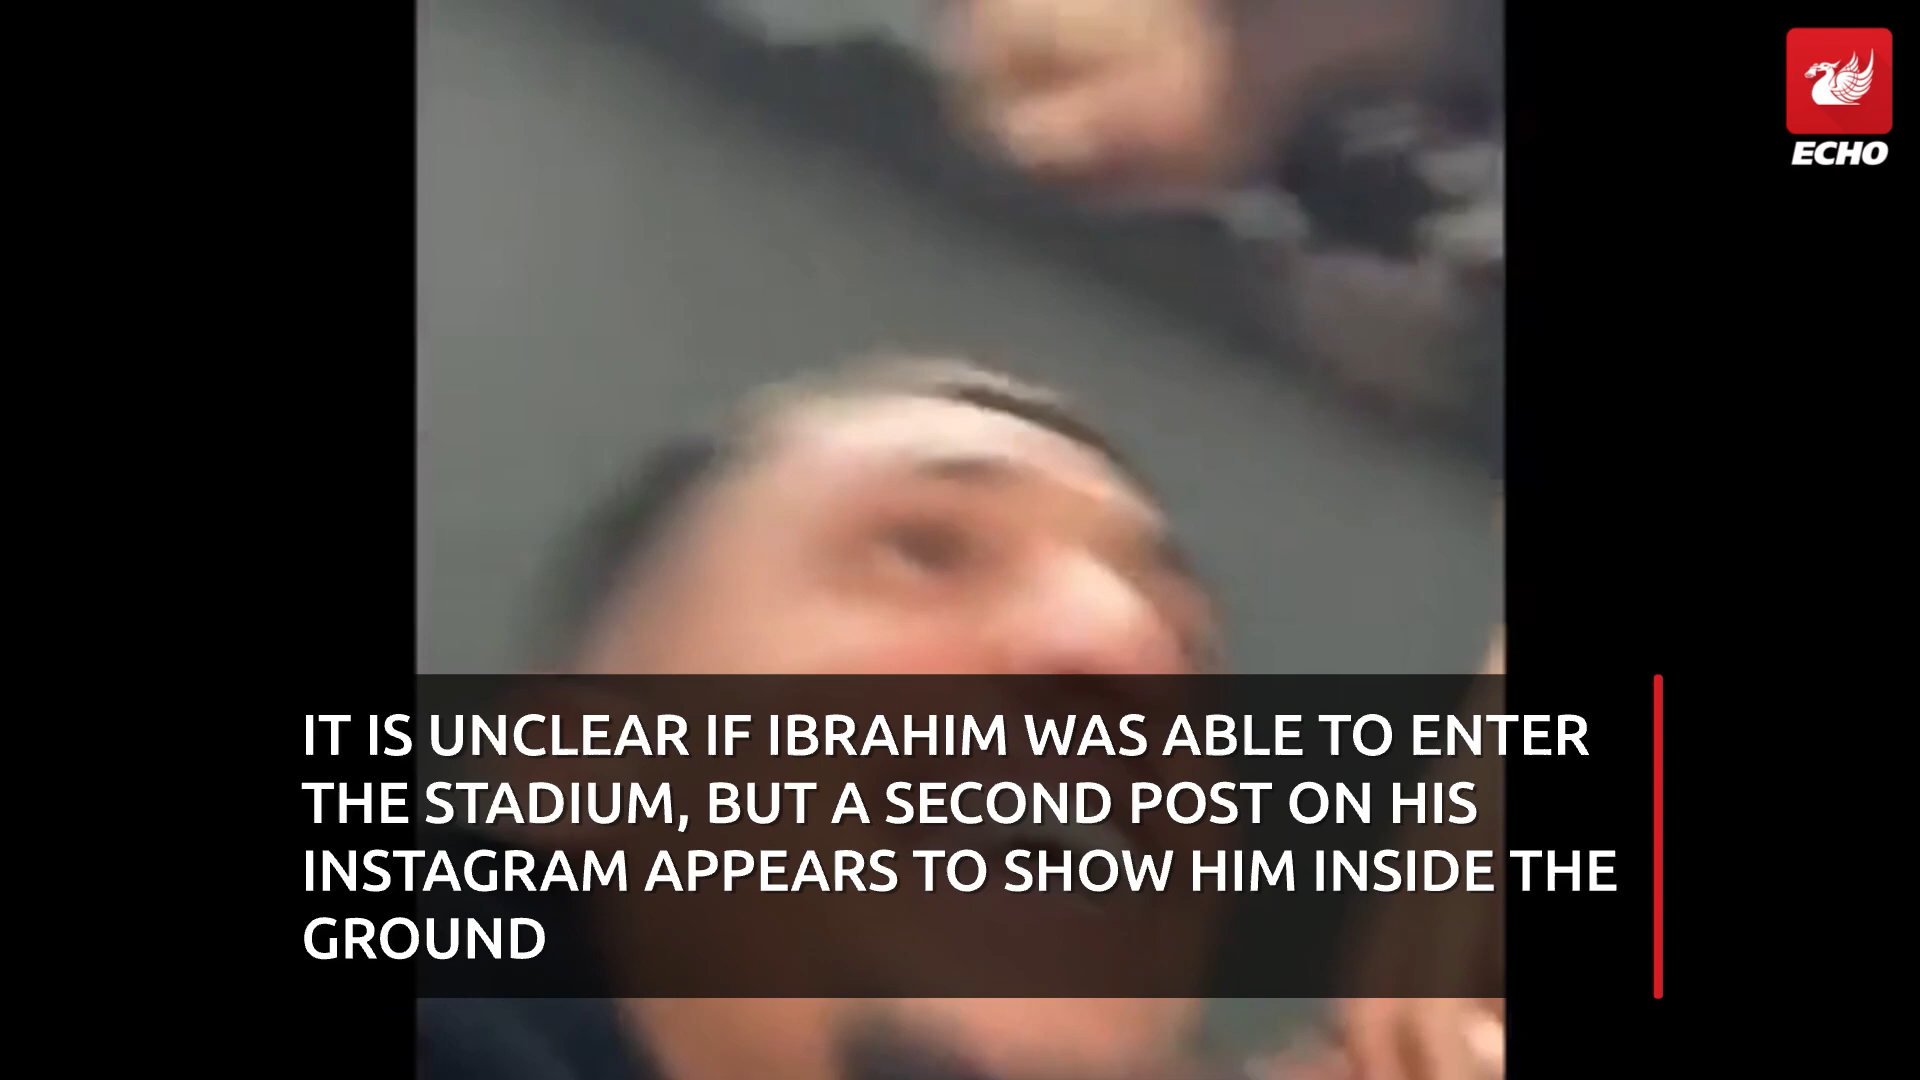 ECHO
IT IS UNCLEAR IF IBRAHIM WAS ABLE TO ENTER
THE STADIUM, BUT A SECOND POST ON HIS
INSTAGRAM APPEARS TO SHOW HIM INSIDE THE
GROUND